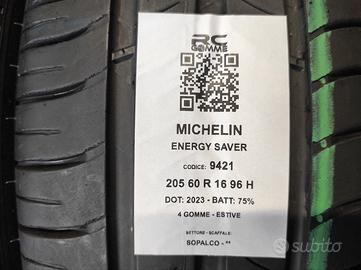 RC
GOMME
MICHELIN
ENERGY SAVER
CODICE: 9421
205 60 R 16 96 H
DOT: 2023 - BATT: 75%
4 GOMME - ESTIVE
SETTORE - SCAFFALE:
SOPALCO -
subito